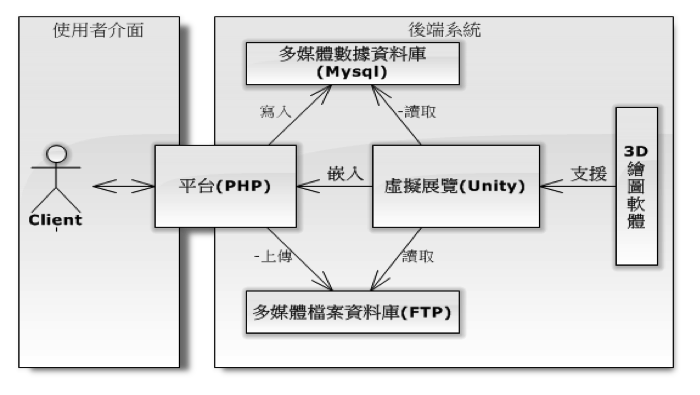 使用者介面
後端系統
多媒體數據資料庫
(Mysql)
寫入
-讀取
3D
繪
圖
軟
體
平台(PHP)
嵌入
虛擬展覽(Unity)
支援
Client
-上傳
讀取
多媒體檔案資料庫(FTP)